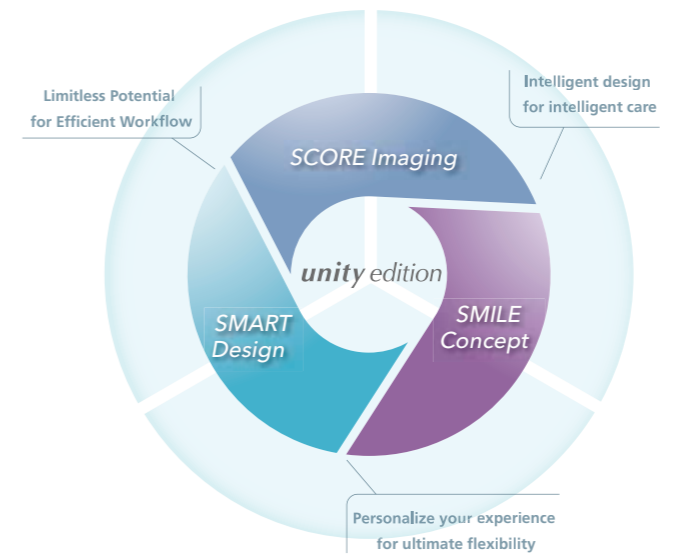 Limitless Potential
for Efficient Workflow
Intelligent design
for intelligent care
SCORE Imaging
unity edition
SMART
Design
SMILE
Concept
Personalize your experience
for ultimate flexibility